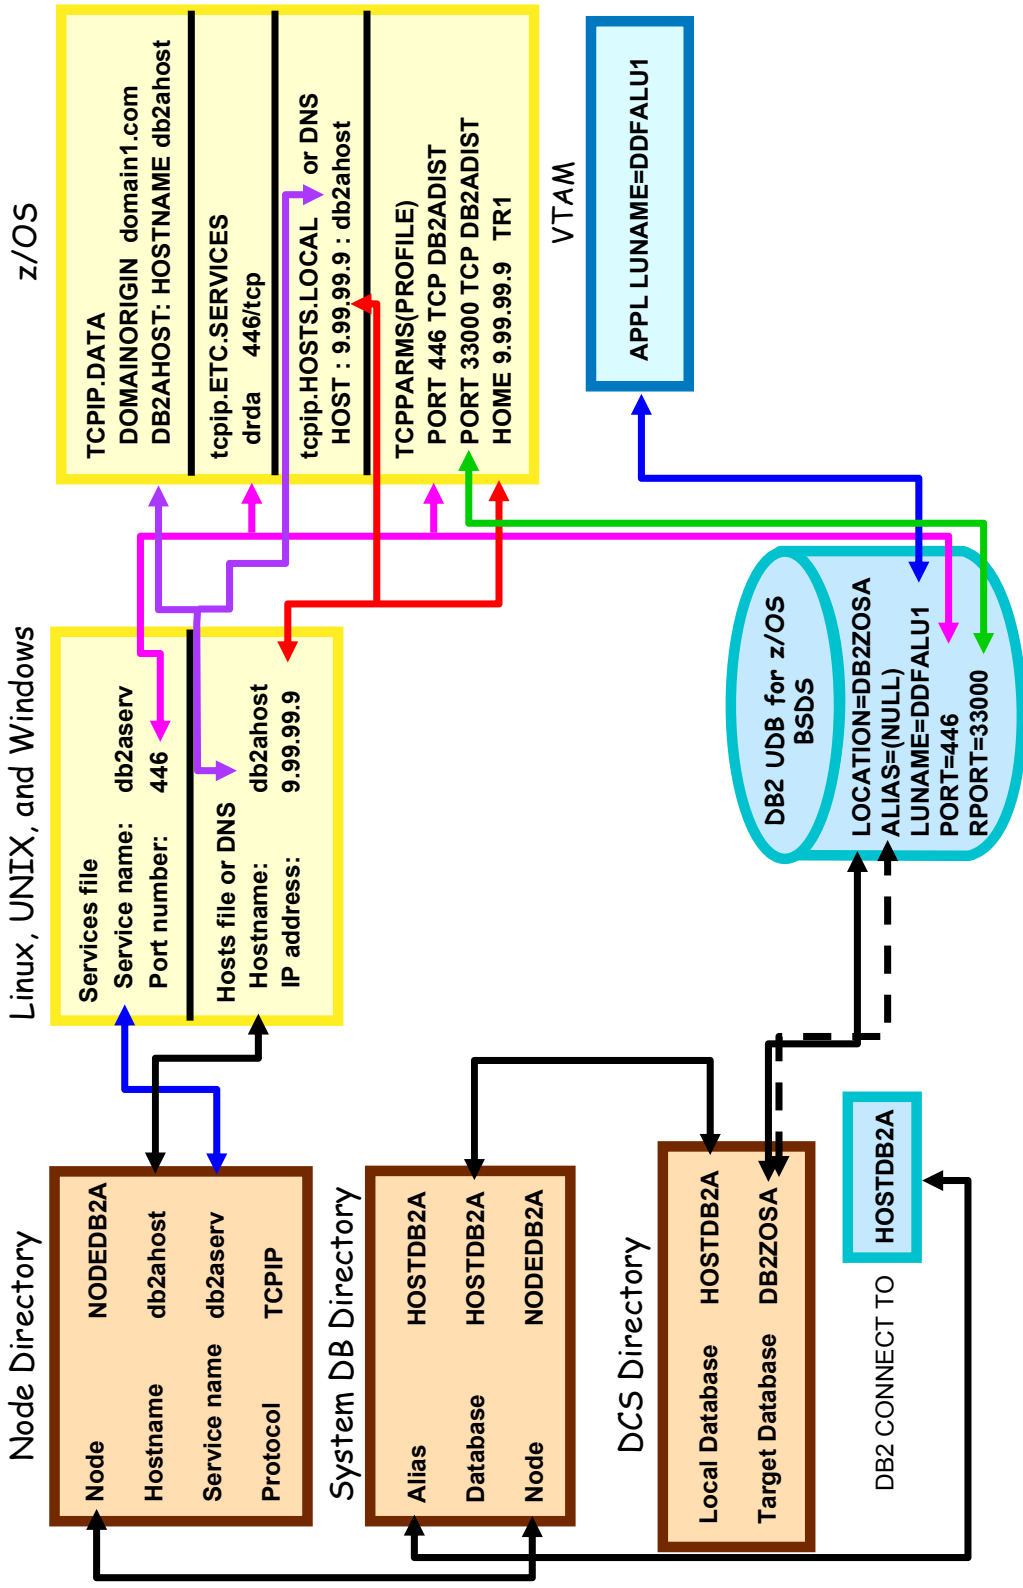 Node Directory
Node NODEDB2A
Hostname db2ahost
Service name db2aserv
Protocol TCPIP
System DB Directory
Alias HOSTDB2A
Database HOSTDB2A
Node NODEDB2A
DCS Directory
Local Database HOSTDB2A
Target Database DB2ZOSA
DB2 CONNECT TO HOSTDB2A
Linux, UNIX, and Windows
Services file
Service name: db2aserv
Port number: 446
Hosts file or DNS
Hostname: db2ahost
IP address: 9.99.99.9
DB2 UDB for z/OS
BSDS
LOCATION=DB2ZOSA
ALIAS=(NULL)
LUNAME=DDFALU1
PORT=446
RPORT=33000
z/OS
TCPIP.DATA
DOMAINORIGIN domain1.com
DB2AHOST: HOSTNAME db2ahost
tcpip.ETC.SERVICES
drda 446/tcp
tcpip.HOSTS.LOCAL or DNS
HOST : 9.99.99.9 : db2ahost
TCPPARMS(PROFILE)
PORT 446 TCP DB2ADIST
PORT 33000 TCP DB2ADIST
HOME 9.99.99.9 TR1
VTAM
APPL LUNAME=DDFALU1